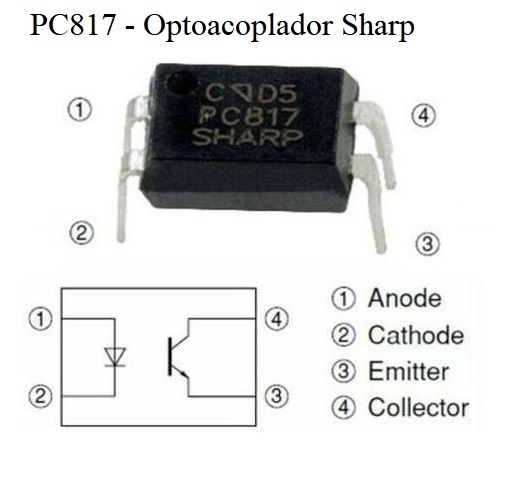 PC817 - Optoacoplador Sharp
C D5
PC817
SHARP
① ④
② ③
① ④
② ③
① Anode
② Cathode
③ Emitter
④ Collector